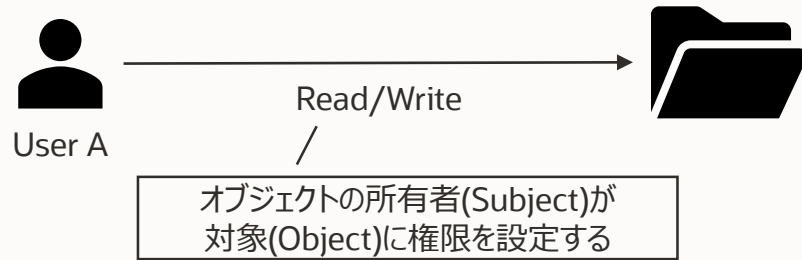 Read/Write
User A
オブジェクトの所有者(Subject)が
対象(Object)に権限を設定する